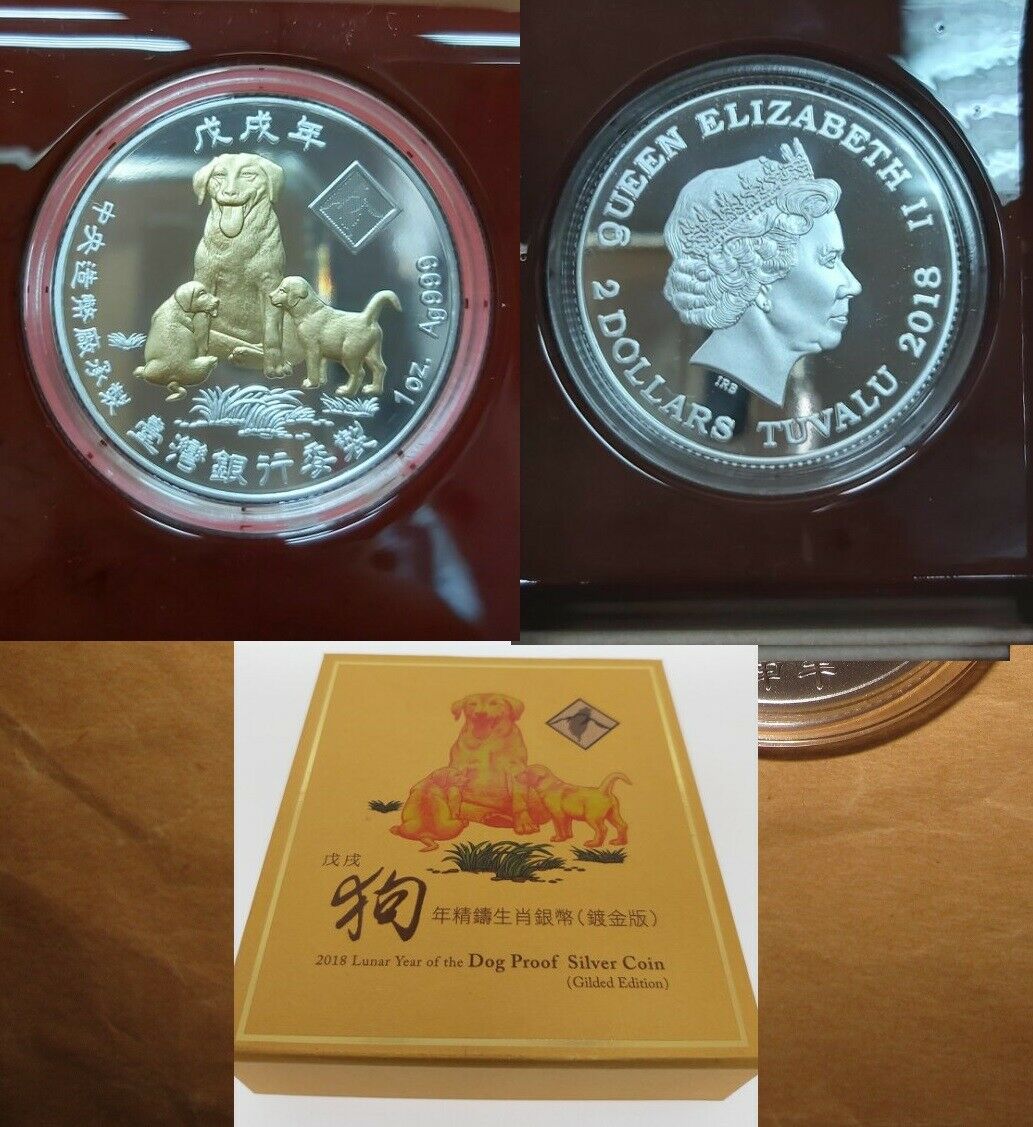 戊戌年
中央造幣廠承製
1oz. Ag999
臺灣銀行委製
QUEEN ELIZABETH II
2 DOLLARS TUVALU 2018
IRB
戊戌
狗年精鑄生肖銀幣(鍍金版)
2018 Lunar Year of the Dog Proof Silver Coin
(Gilded Edition)